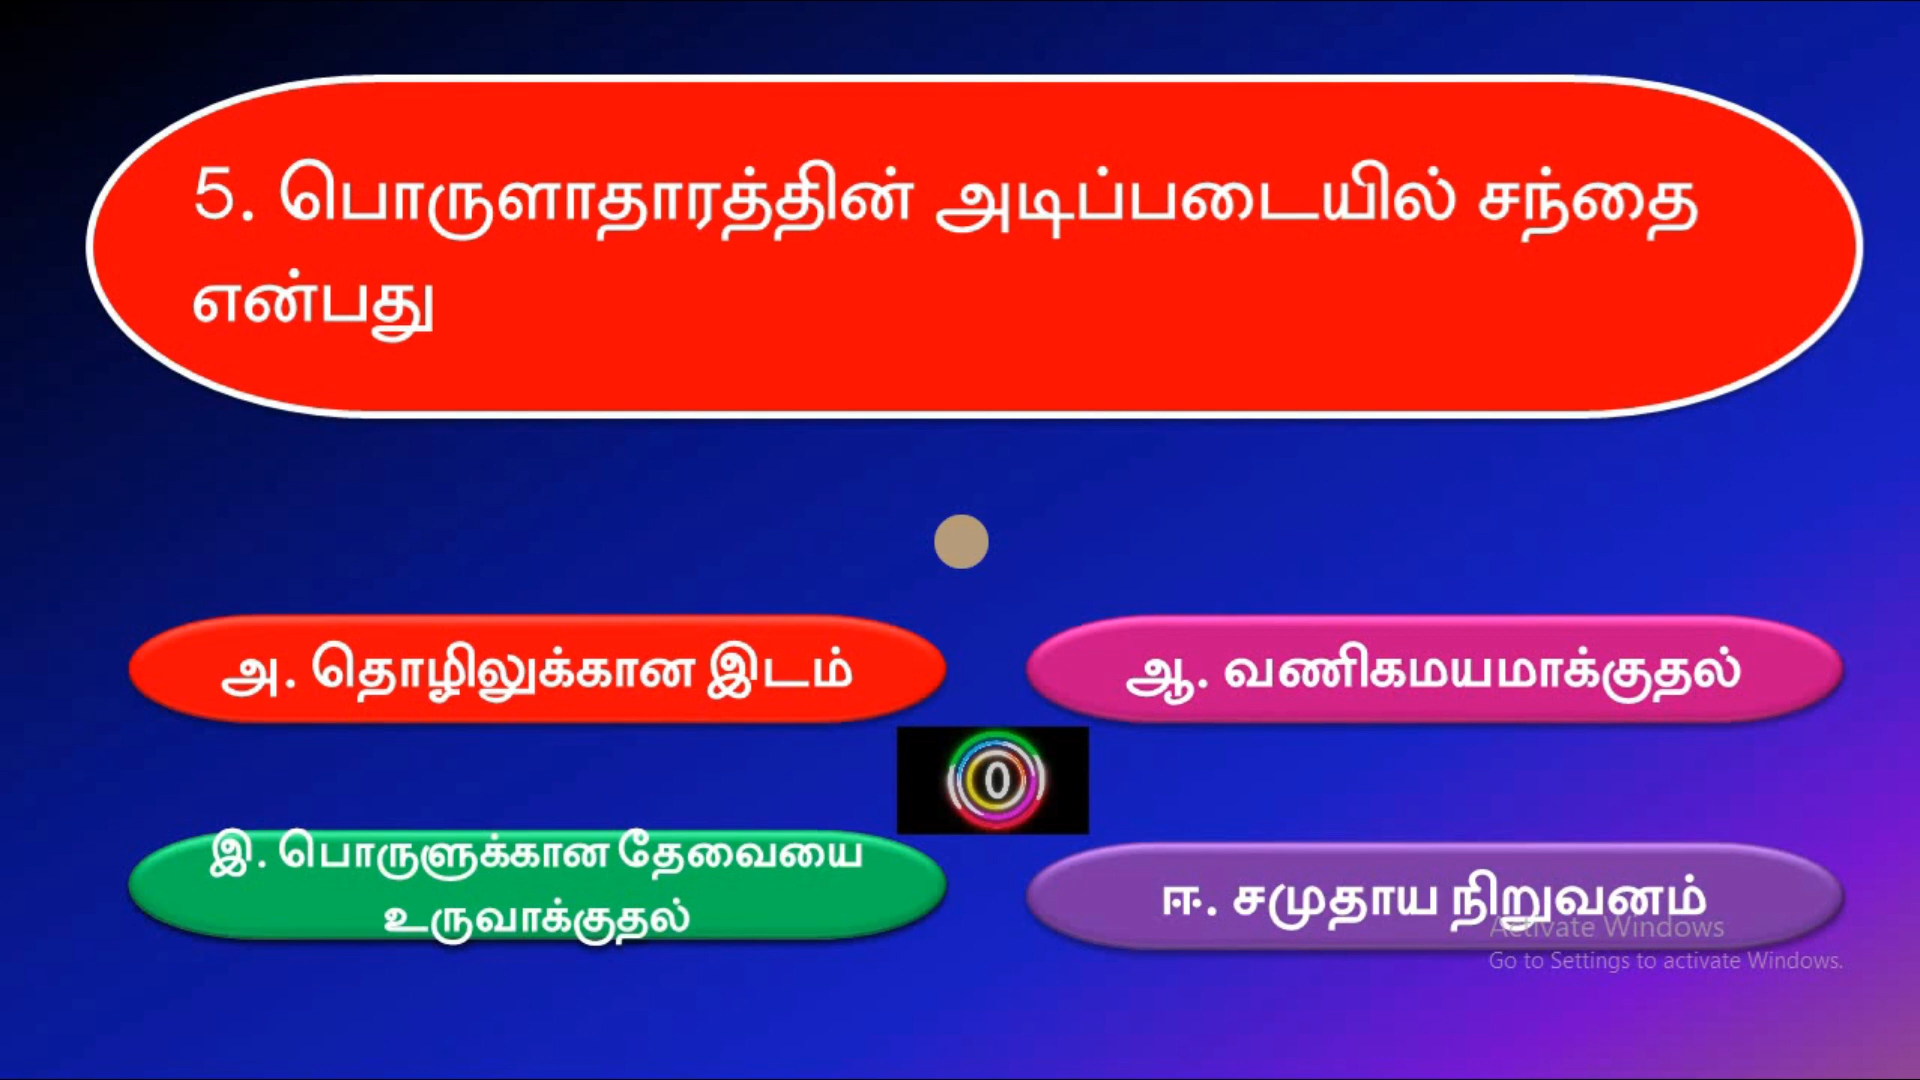 5. பொருளாதாரத்தின் அடிப்படையில் சந்தை
என்பது
அ. தொழிலுக்கான இடம்
ஆ. வணிகமயமாக்குதல்
0
இ. பொருளுக்கான தேவையை
உருவாக்குதல்
ஈ. சமுதாய நிறுவனம்
Activate Windows
Go to Settings to activate Windows.